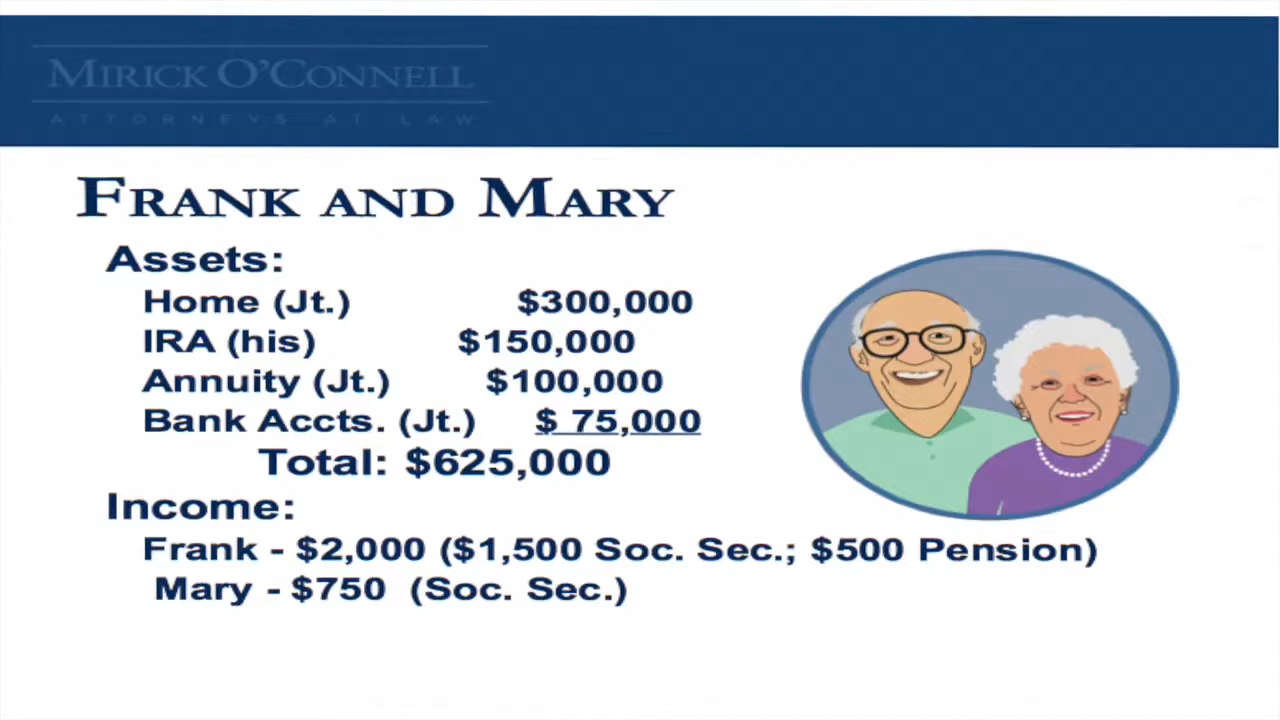 MIRICK O'CONNELL
ATTORNEYS AT LAW
FRANK AND MARY
Assets:
Home (Jt.) $300,000
IRA (his) $150,000
Annuity (Jt.) $100,000
Bank Accts. (Jt.) $ 75,000
Total: $625,000
Income:
Frank - $2,000 ($1,500 Soc. Sec.; $500 Pension)
Mary - $750 (Soc. Sec.)